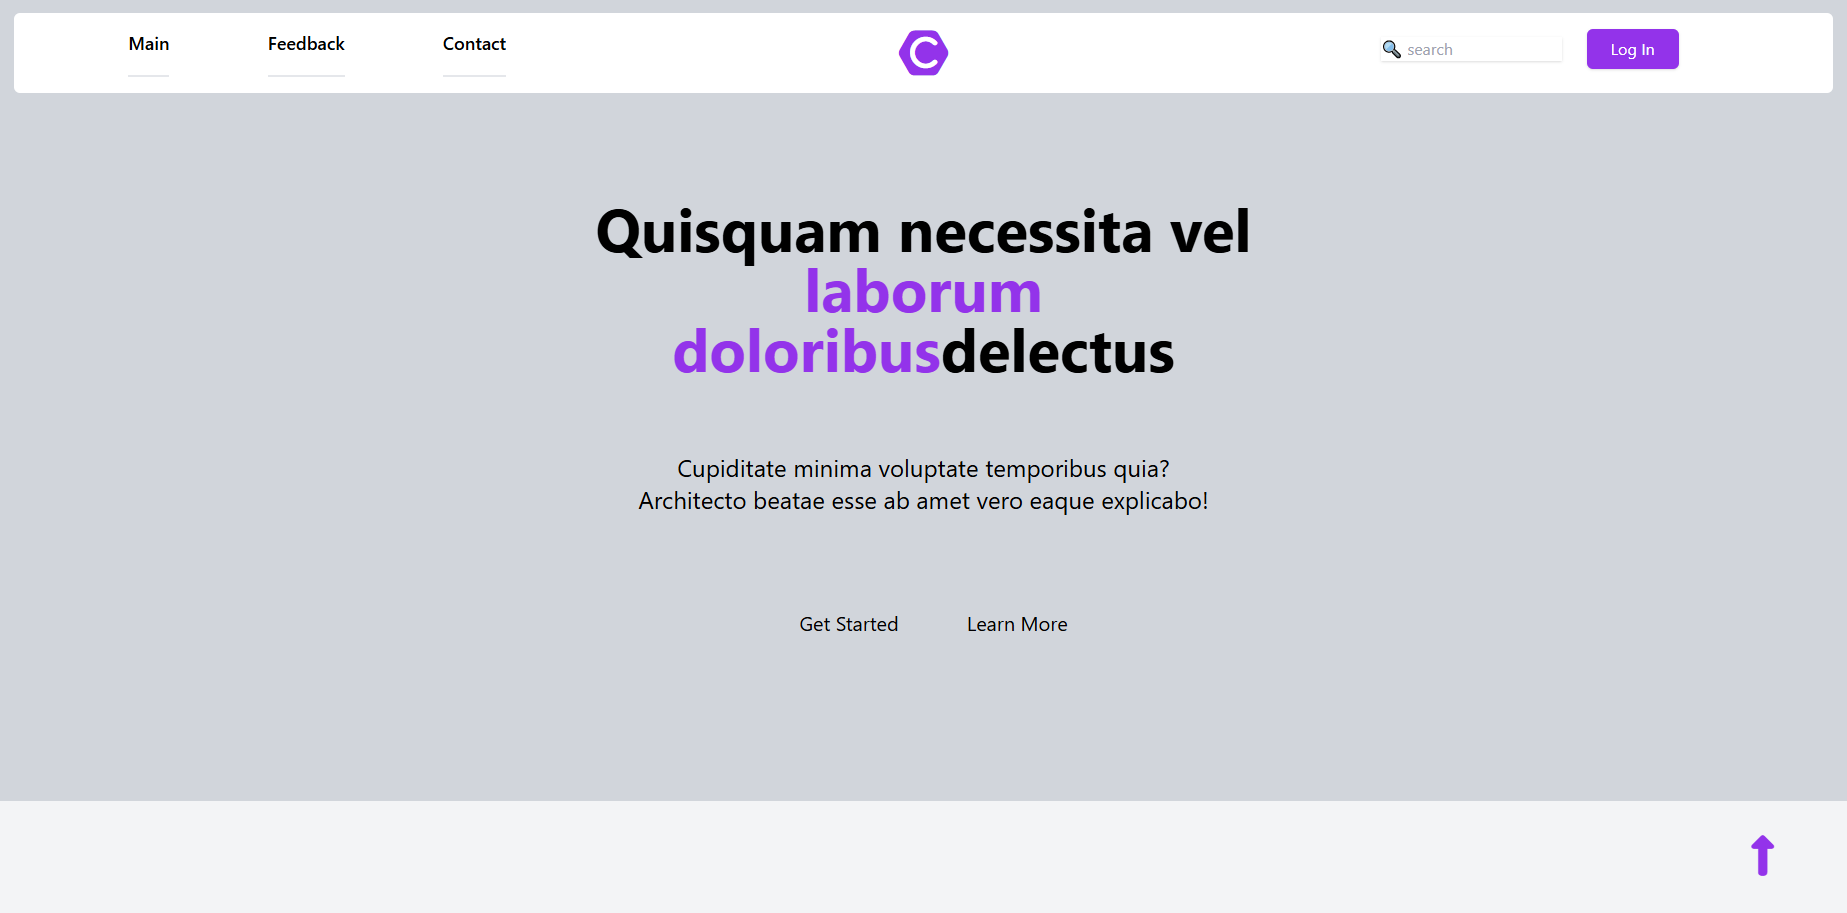 Main
Feedback
Contact
C
🔍 search
Log In
Quisquam necessita vel
laborum
doloribusdelectus
Cupiditate minima voluptate temporibus quia?
Architecto beatae esse ab amet vero eaque explicabo!
Get Started
Learn More